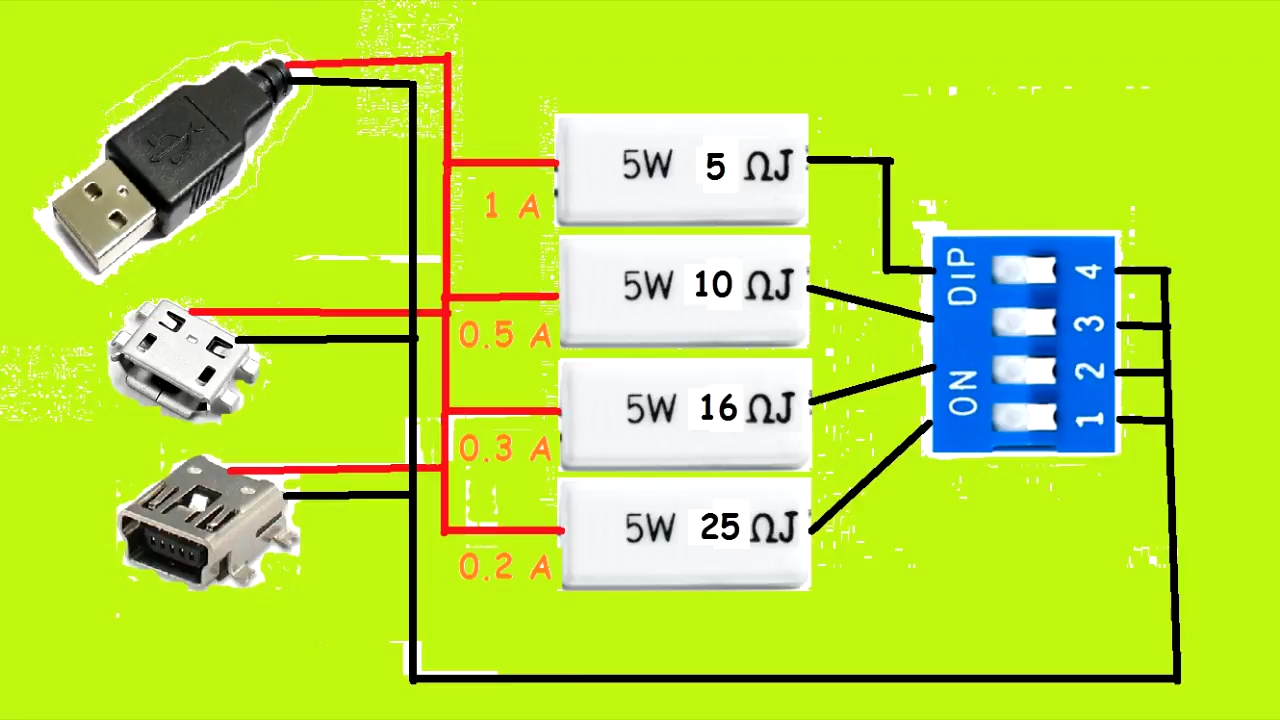 5W 5 ΩJ
1 A
5W 10 ΩJ
0.5 A
5W 16 ΩJ
0.3 A
5W 25 ΩJ
0.2 A
ON DIP
1 2 3 4